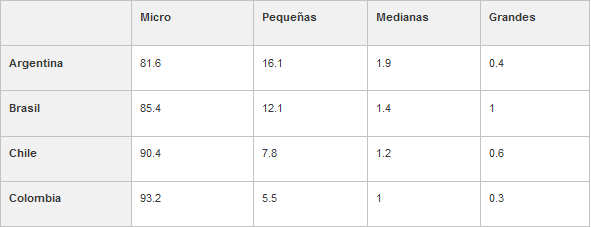 Micro Pequeñas Medianas Grandes
Argentina 81.6 16.1 1.9 0.4
Brasil 85.4 12.1 1.4 1
Chile 90.4 7.8 1.2 0.6
Colombia 93.2 5.5 1 0.3